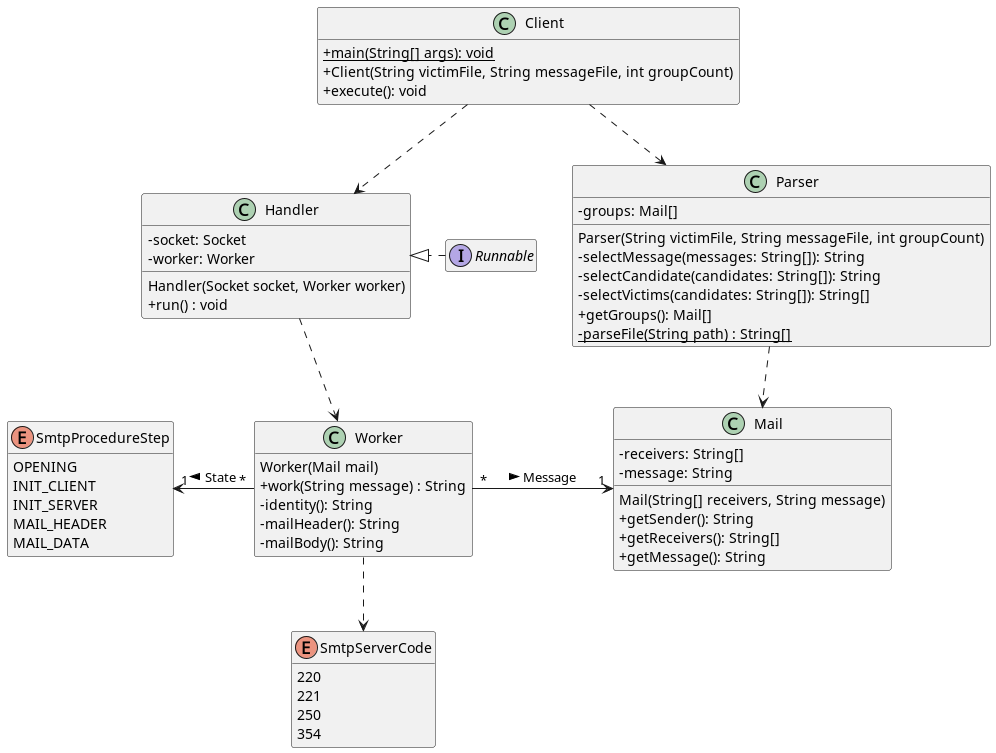 C Client
+main(String[] args): void
+Client(String victimFile, String messageFile, int groupCount)
+execute(): void
C Handler
-socket: Socket
-worker: Worker
Handler(Socket socket, Worker worker)
+run() : void
I Runnable
C Parser
-groups: Mail[]
Parser(String victimFile, String messageFile, int groupCount)
-selectMessage(messages: String[]): String
-selectCandidate(candidates: String[]): String
-selectVictims(candidates: String[]): String[]
+getGroups(): Mail[]
-parseFile(String path) : String[]
E SmtpProcedureStep
OPENING
INIT_CLIENT
INIT_SERVER
MAIL_HEADER
MAIL_DATA
1 State *
C Worker
Worker(Mail mail)
+work(String message) : String
-identity(): String
-mailHeader(): String
-mailBody(): String
* Message 1
C Mail
-receivers: String[]
-message: String
Mail(String[] receivers, String message)
+getSender(): String
+getReceivers(): String[]
+getMessage(): String
E SmtpServerCode
220
221
250
354